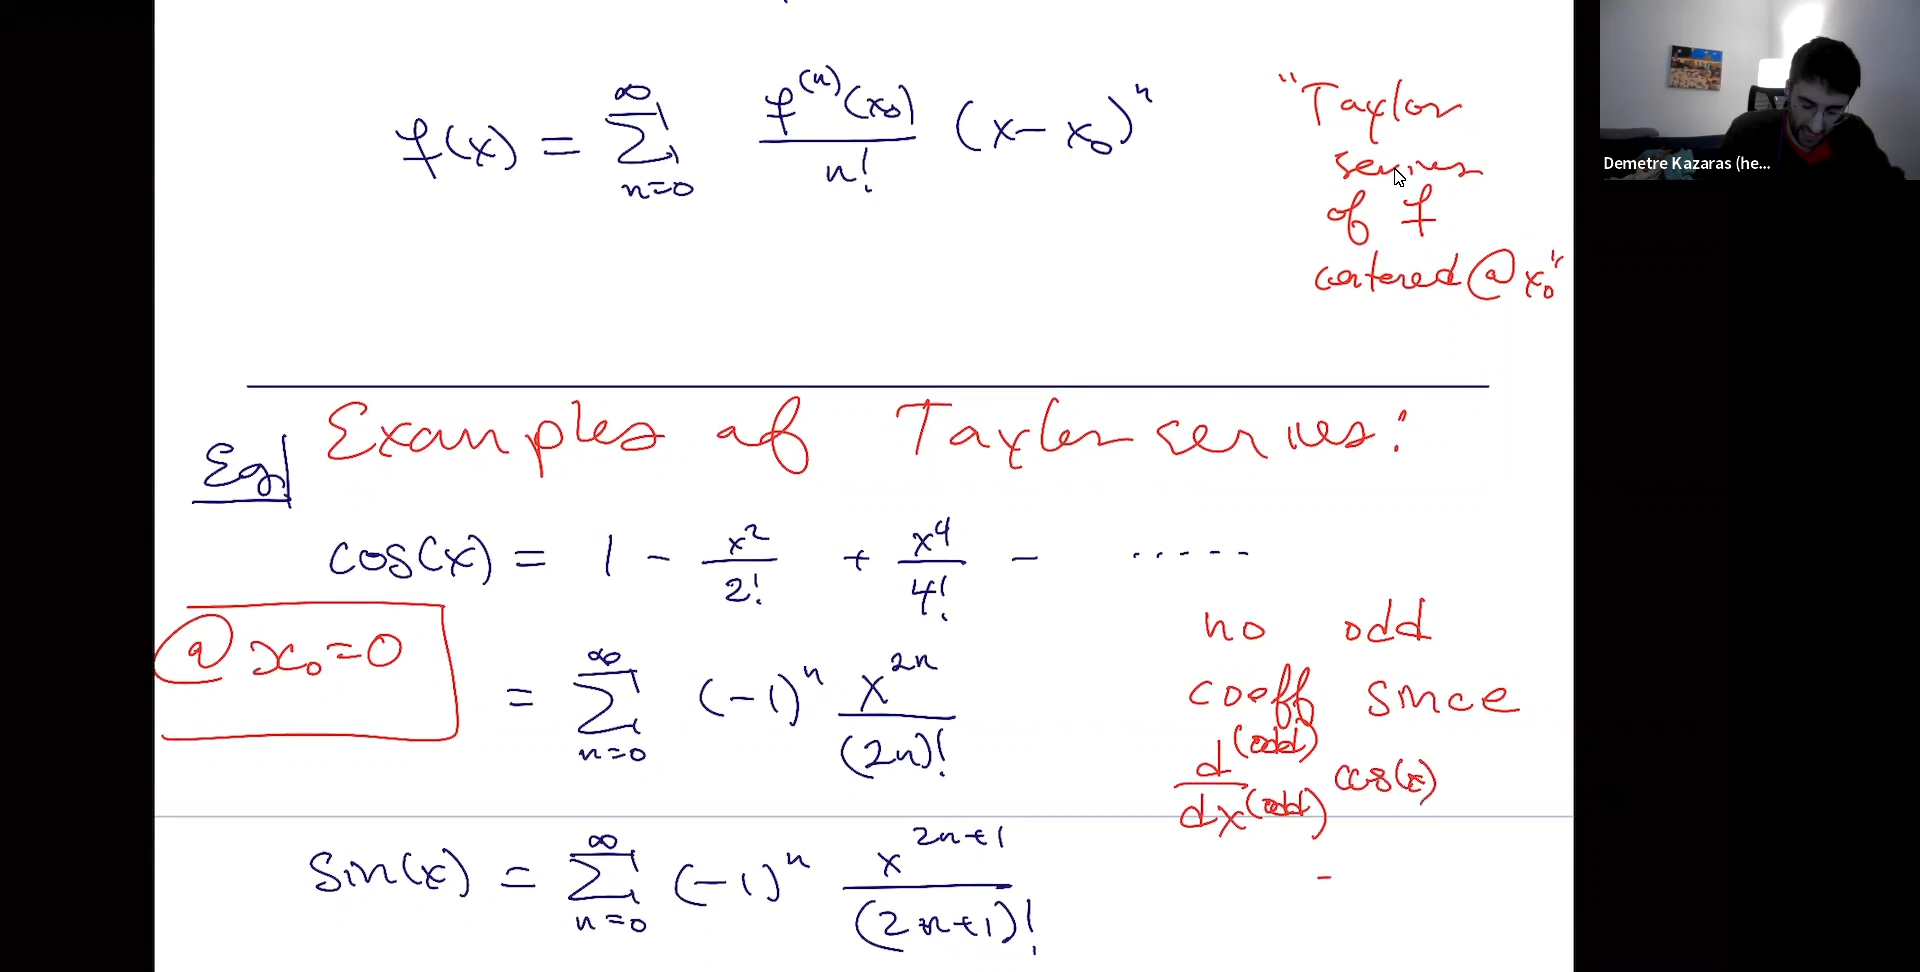 f(x) = ∞∑n=0 f^(n)(x₀)/n! (x-x₀)^n
"Taylor
series
of f
centered @ x₀"
Demetre Kazaras (he...
Examples of Taylor series:
Eg
cos(x) = 1 - x²/2! + x⁴/4! - .....
@ x₀=0
= ∞∑n=0 (-1)^n x^2n/(2n)!
no odd
coeff since
d^(odd)/dx^(odd) cos(x)
Sin(x) = ∞∑n=0 (-1)^n x^2n+1/(2n+1)!
-